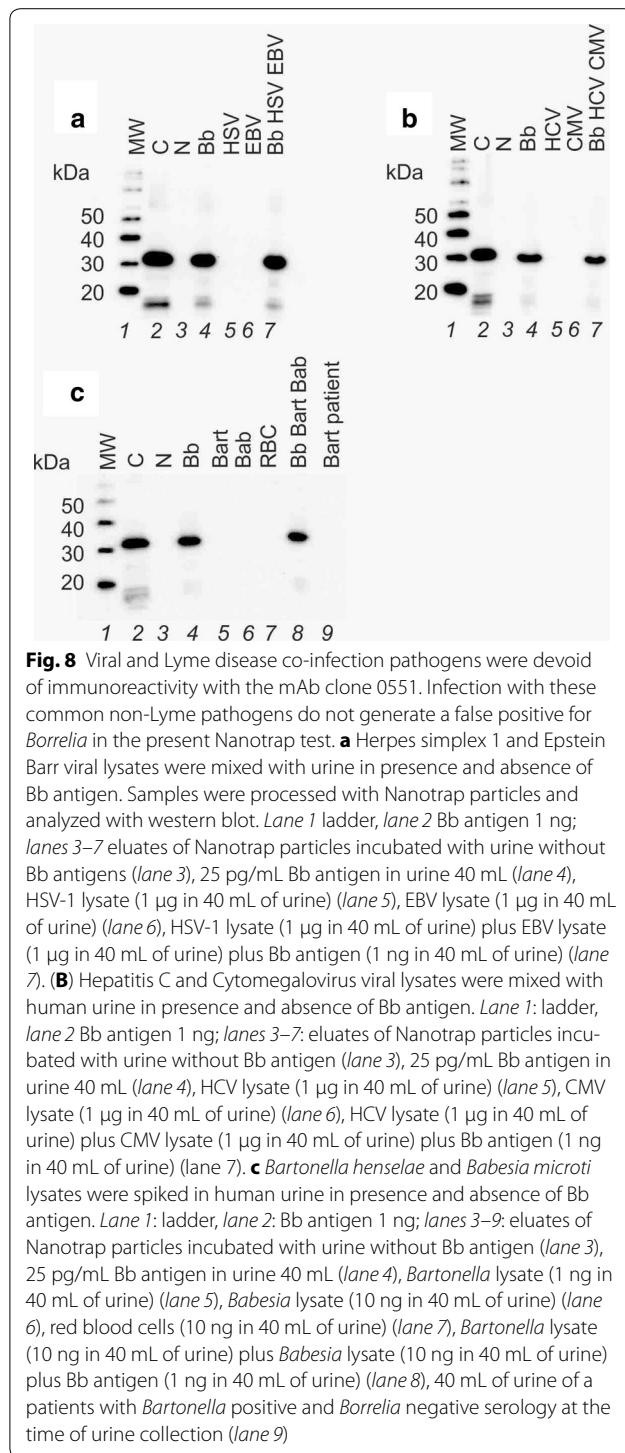 a
MW C N Bb HSV EBV Bb HSV EBV
kDa
50
40
30
20
1 2 3 4 5 6 7
b
MW C N Bb HCV CMV Bb HCV CMV
kDa
50
40
30
20
1 2 3 4 5 6 7
c
MW C N Bb Bart Bab RBC Bb Bart Bab Bart patient
kDa
50
40
30
20
1 2 3 4 5 6 7 8 9
Fig. 8 Viral and Lyme disease co-infection pathogens were devoid
of immunoreactivity with the mAb clone 0551. Infection with these
common non-Lyme pathogens do not generate a false positive for
Borrelia in the present Nanotrap test. a Herpes simplex 1 and Epstein
Barr viral lysates were mixed with urine in presence and absence of
Bb antigen. Samples were processed with Nanotrap particles and
analyzed with western blot. Lane 1 ladder, lane 2 Bb antigen 1 ng;
lanes 3–7 eluates of Nanotrap particles incubated with urine without
Bb antigens (lane 3), 25 pg/mL Bb antigen in urine 40 mL (lane 4),
HSV-1 lysate (1 μg in 40 mL of urine) (lane 5), EBV lysate (1 μg in 40 mL
of urine) (lane 6), HSV-1 lysate (1 μg in 40 mL of urine) plus EBV lysate
(1 μg in 40 mL of urine) plus Bb antigen (1 ng in 40 mL of urine) (lane
7). (B) Hepatitis C and Cytomegalovirus viral lysates were mixed with
human urine in presence and absence of Bb antigen. Lane 1: ladder,
lane 2 Bb antigen 1 ng; lanes 3–7: eluates of Nanotrap particles incu-
bated with urine without Bb antigen (lane 3), 25 pg/mL Bb antigen in
urine 40 mL (lane 4), HCV lysate (1 μg in 40 mL of urine) (lane 5), CMV
lysate (1 μg in 40 mL of urine) (lane 6), HCV lysate (1 μg in 40 mL of
urine) plus CMV lysate (1 μg in 40 mL of urine) plus Bb antigen (1 ng
in 40 mL of urine) (lane 7). c Bartonella henselae and Babesia microti
lysates were spiked in human urine in presence and absence of Bb
antigen. Lane 1: ladder, lane 2: Bb antigen 1 ng; lanes 3–9: eluates of
Nanotrap particles incubated with urine without Bb antigen (lane 3),
25 pg/mL Bb antigen in urine 40 mL (lane 4), Bartonella lysate (1 ng in
40 mL of urine) (lane 5), Babesia lysate (10 ng in 40 mL of urine) (lane
6), red blood cells (10 ng in 40 mL of urine) (lane 7), Bartonella lysate
(10 ng in 40 mL of urine) plus Babesia lysate (10 ng in 40 mL of urine)
plus Bb antigen (1 ng in 40 mL of urine) (lane 8), 40 mL of urine of a
patients with Bartonella positive and Borrelia negative serology at the
time of urine collection (lane 9)